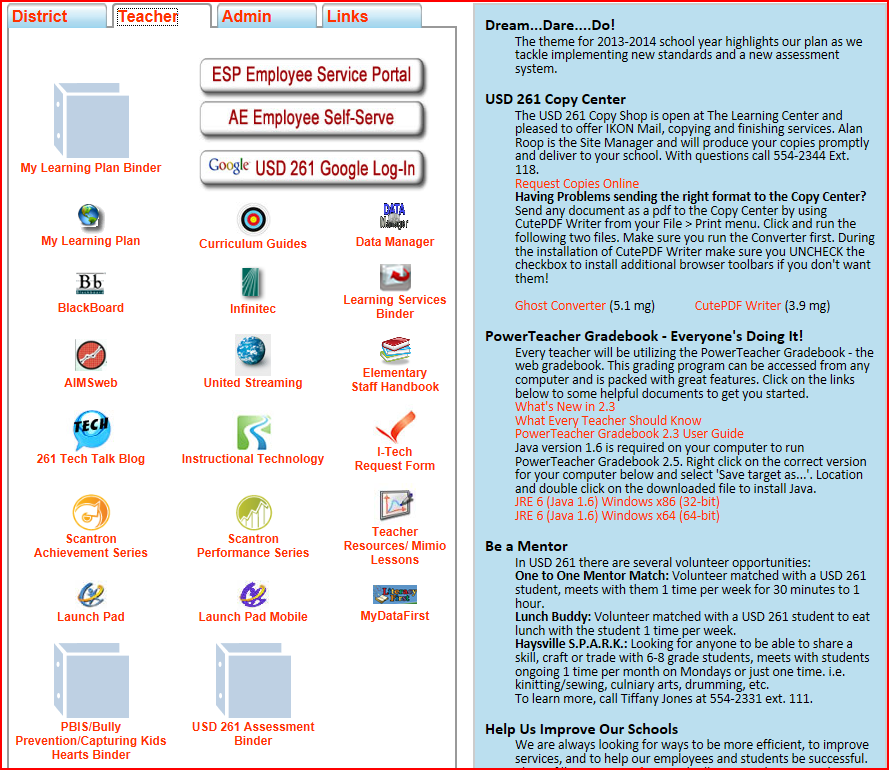 District
Teacher
Admin
Links
ESP Employee Service Portal
AE Employee Self-Serve
Google USD 261 Google Log-In
My Learning Plan Binder
My Learning Plan
Curriculum Guides
DATA
Manager
Data Manager
Bb
BlackBoard
Infinitec
Learning Services
Binder
AIMSweb
United Streaming
Elementary
Staff Handbook
TECH
261 Tech Talk Blog
Instructional Technology
I-Tech
Request Form
Scantron
Achievement Series
Scantron
Performance Series
Teacher
Resources/ Mimio
Lessons
Launch Pad
Launch Pad Mobile
MyDataFirst
PBIS/Bully
Prevention/Capturing Kids
Hearts Binder
USD 261 Assessment
Binder
Dream...Dare....Do!
The theme for 2013-2014 school year highlights our plan as we
tackle implementing new standards and a new assessment
system.
USD 261 Copy Center
The USD 261 Copy Shop is open at The Learning Center and
pleased to offer IKON Mail, copying and finishing services. Alan
Roop is the Site Manager and will produce your copies promptly
and deliver to your school. With questions call 554-2344 Ext.
118.
Request Copies Online
Having Problems sending the right format to the Copy Center?
Send any document as a pdf to the Copy Center by using
CutePDF Writer from your File > Print menu. Click and run the
following two files. Make sure you run the Converter first. During
the installation of CutePDF Writer make sure you UNCHECK the
checkbox to install additional browser toolbars if you don't want
them!
Ghost Converter (5.1 mg) CutePDF Writer (3.9 mg)
PowerTeacher Gradebook - Everyone's Doing It!
Every teacher will be utilizing the PowerTeacher Gradebook - the
web gradebook. This grading program can be accessed from any
computer and is packed with great features. Click on the links
below to some helpful documents to get you started.
What's New in 2.3
What Every Teacher Should Know
PowerTeacher Gradebook 2.3 User Guide
Java version 1.6 is required on your computer to run
PowerTeacher Gradebook 2.5. Right click on the correct version
for your computer below and select 'Save target as...'. Location
and double click on the downloaded file to install Java.
JRE 6 (Java 1.6) Windows x86 (32-bit)
JRE 6 (Java 1.6) Windows x64 (64-bit)
Be a Mentor
In USD 261 there are several volunteer opportunities:
One to One Mentor Match: Volunteer matched with a USD 261
student, meets with them 1 time per week for 30 minutes to 1
hour.
Lunch Buddy: Volunteer matched with a USD 261 student to eat
lunch with the student 1 time per week.
Haysville S.P.A.R.K.: Looking for anyone to be able to share a
skill, craft or trade with 6-8 grade students, meets with students
ongoing 1 time per month on Mondays or just one time. i.e.
kinitting/sewing, culniary arts, drumming, etc.
To learn more, call Tiffany Jones at 554-2331 ext. 111.
Help Us Improve Our Schools
We are always looking for ways to be more efficient, to improve
services, and to help our employees and students be successful.